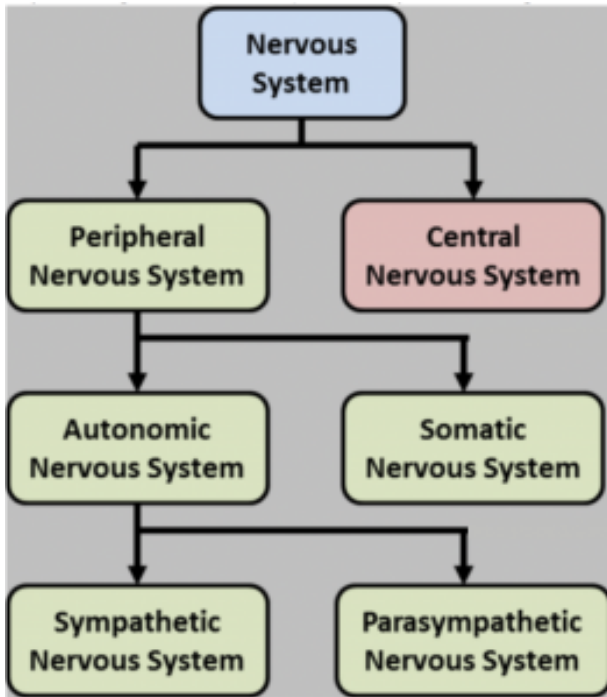 Nervous
System
Peripheral
Nervous System
Central
Nervous System
Autonomic
Nervous System
Somatic
Nervous System
Sympathetic
Nervous System
Parasympathetic
Nervous System